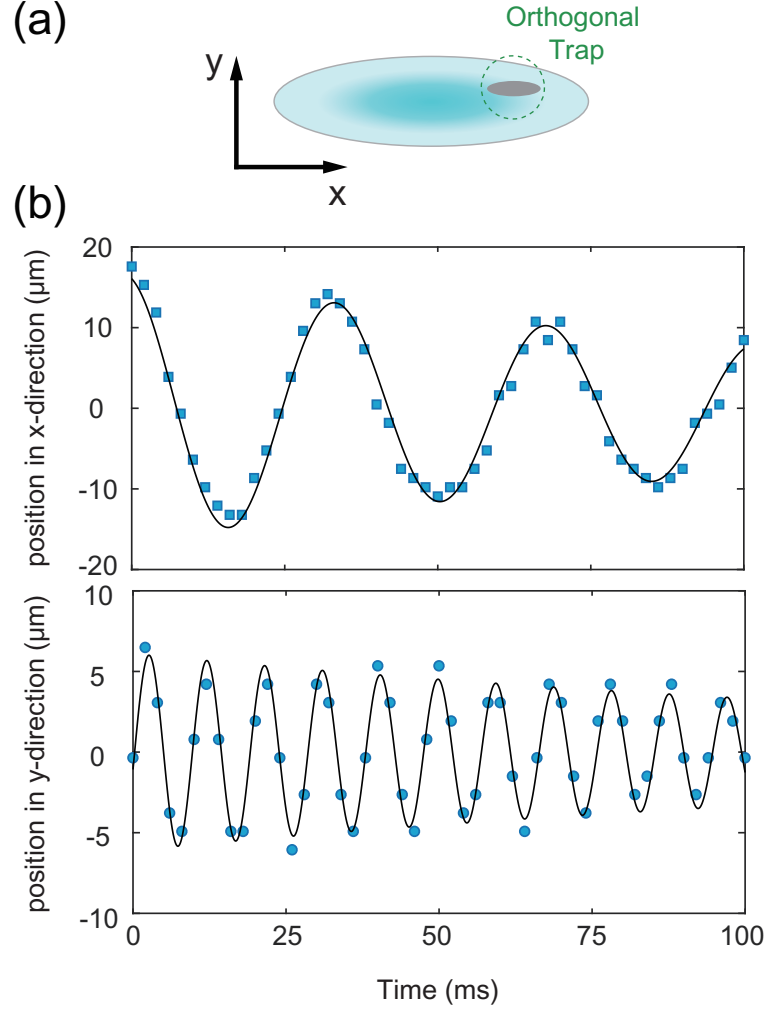 (a)
Orthogonal
Trap
y
x
(b)
20
10
0
-10
-20
position in x-direction (µm)
10
5
0
-5
-10
position in y-direction (µm)
0 25 50 75 100
Time (ms)